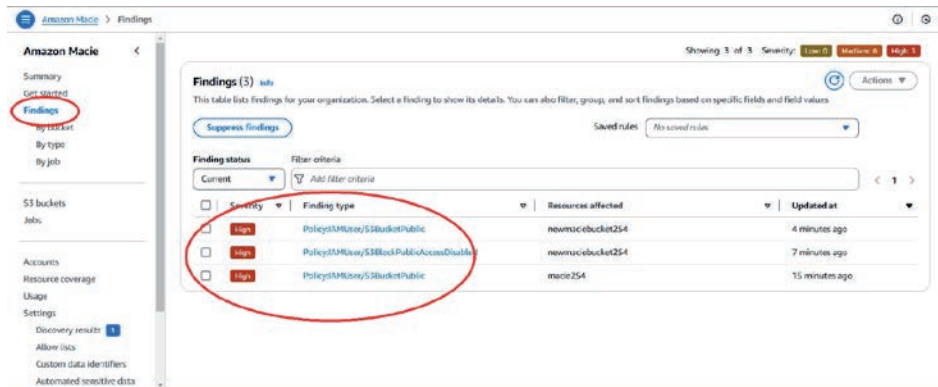 Amazon Macie > Findings
Amazon Macie
Summary
Get started
Findings
By bucket
By type
By job
S3 buckets
Jobs
Accounts
Resource coverage
Usage
Settings
Discovery results 1
Allow lists
Custom data identifiers
Automated sensitive data
Showing 3 of 3 Severity: Low: 0 Medium: 0 High: 3
Findings (3) Info
Actions
This table lists findings for your organization. Select a finding to show its details. You can also filter, group, and sort findings based on specific fields and field values
Suppress findings
Saved rules No saved rules
Finding status Filter criteria
Current Add filter criteria
1
Severity Finding type Resources affected Updated at
High Policy:IAMUser/S3BucketPublic newmaciebucket254 4 minutes ago
High Policy:IAMUser/S3BlockPublicAccessDisabled newmaciebucket254 7 minutes ago
High Policy:IAMUser/S3BucketPublic macie254 15 minutes ago